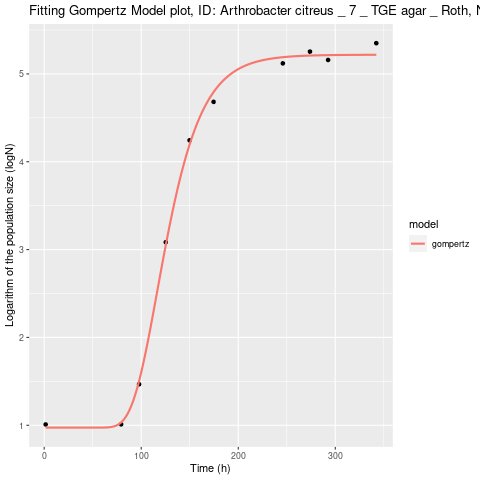 Fitting Gompertz Model plot, ID: Arthrobacter citreus _ 7 _ TGE agar _ Roth,
Logarithm of the population size (logN)
5
4
3
2
1
0
100
200
300
Time (h)
model
gompertz